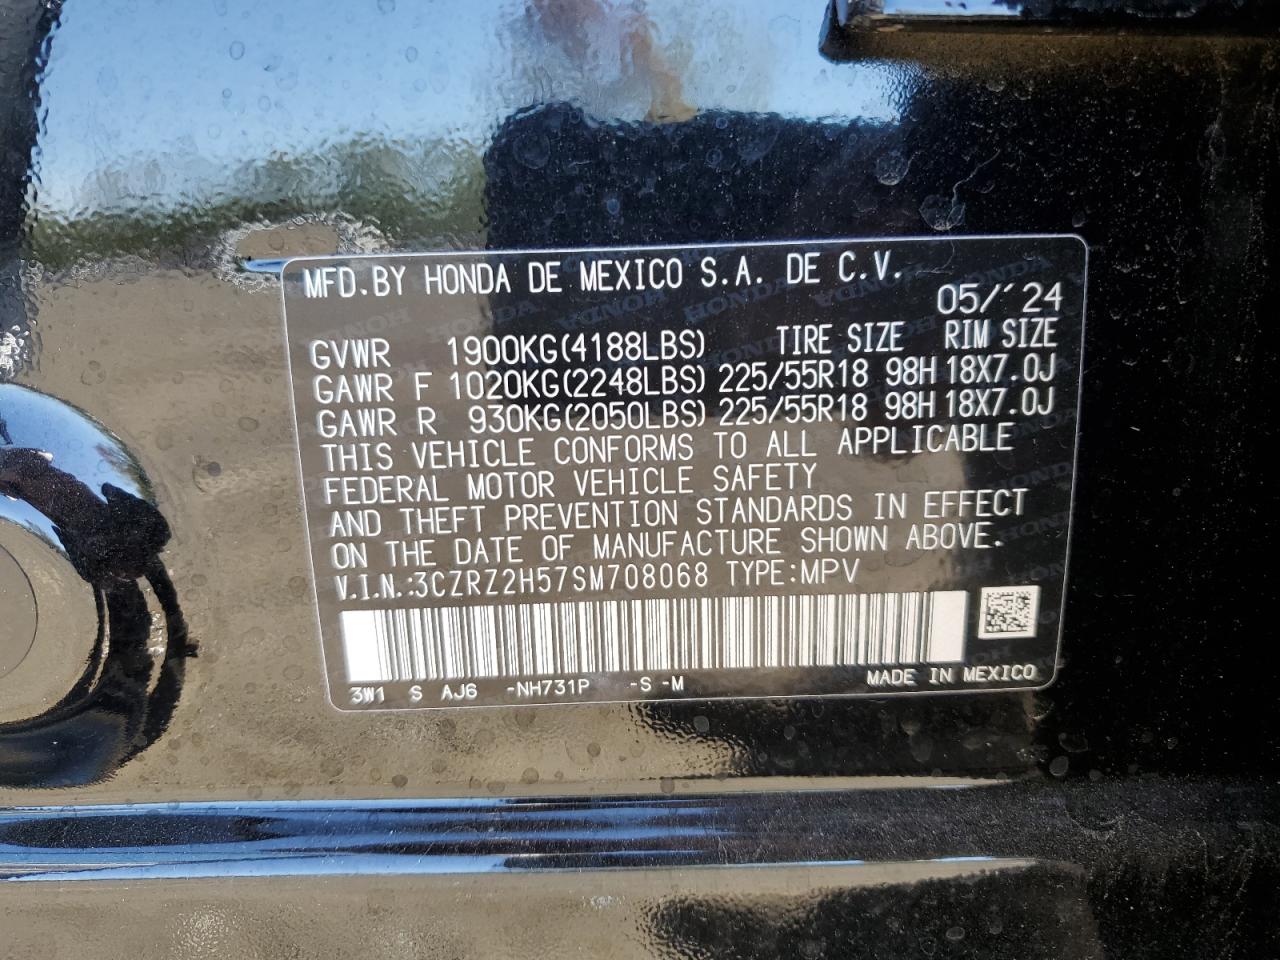 MFD.BY HONDA DE MEXICO S.A. DE C.V.
05/´24
GVWR 1900KG(4188LBS) TIRE SIZE RIM SIZE
GAWR F 1020KG(2248LBS) 225/55R18 98H 18X7.0J
GAWR R 930KG(2050LBS) 225/55R18 98H 18X7.0J
THIS VEHICLE CONFORMS TO ALL APPLICABLE
FEDERAL MOTOR VEHICLE SAFETY
AND THEFT PREVENTION STANDARDS IN EFFECT
ON THE DATE OF MANUFACTURE SHOWN ABOVE.
V.I.N.:3CZRZ2H57SM708068 TYPE:MPV
3W1 S AJ6 -NH731P -S -M MADE IN MEXICO